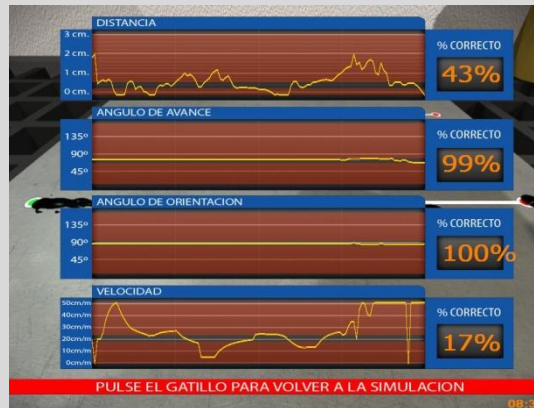 DISTANCIA
3 cm.
2 cm.
1 cm.
0 cm.
% CORRECTO
43%
ANGULO DE AVANCE
135º
90º
45º
% CORRECTO
99%
ANGULO DE ORIENTACION
135º
90º
45º
% CORRECTO
100%
VELOCIDAD
50cm/m
40cm/m
30cm/m
20cm/m
10cm/m
0cm/m
% CORRECTO
17%
PULSE EL GATILLO PARA VOLVER A LA SIMULACION